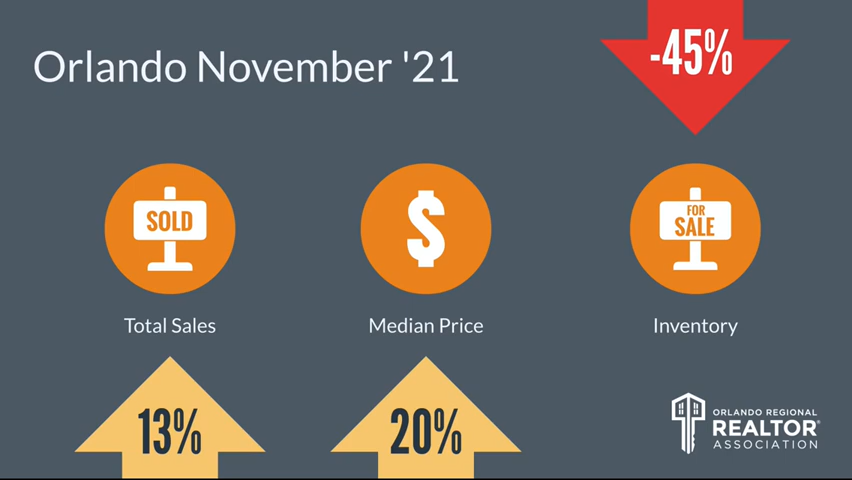 Orlando November '21
-45%
SOLD
$
FOR
SALE
Total Sales
Median Price
Inventory
13%
20%
ORLANDO REGIONAL
REALTOR®
ASSOCIATION